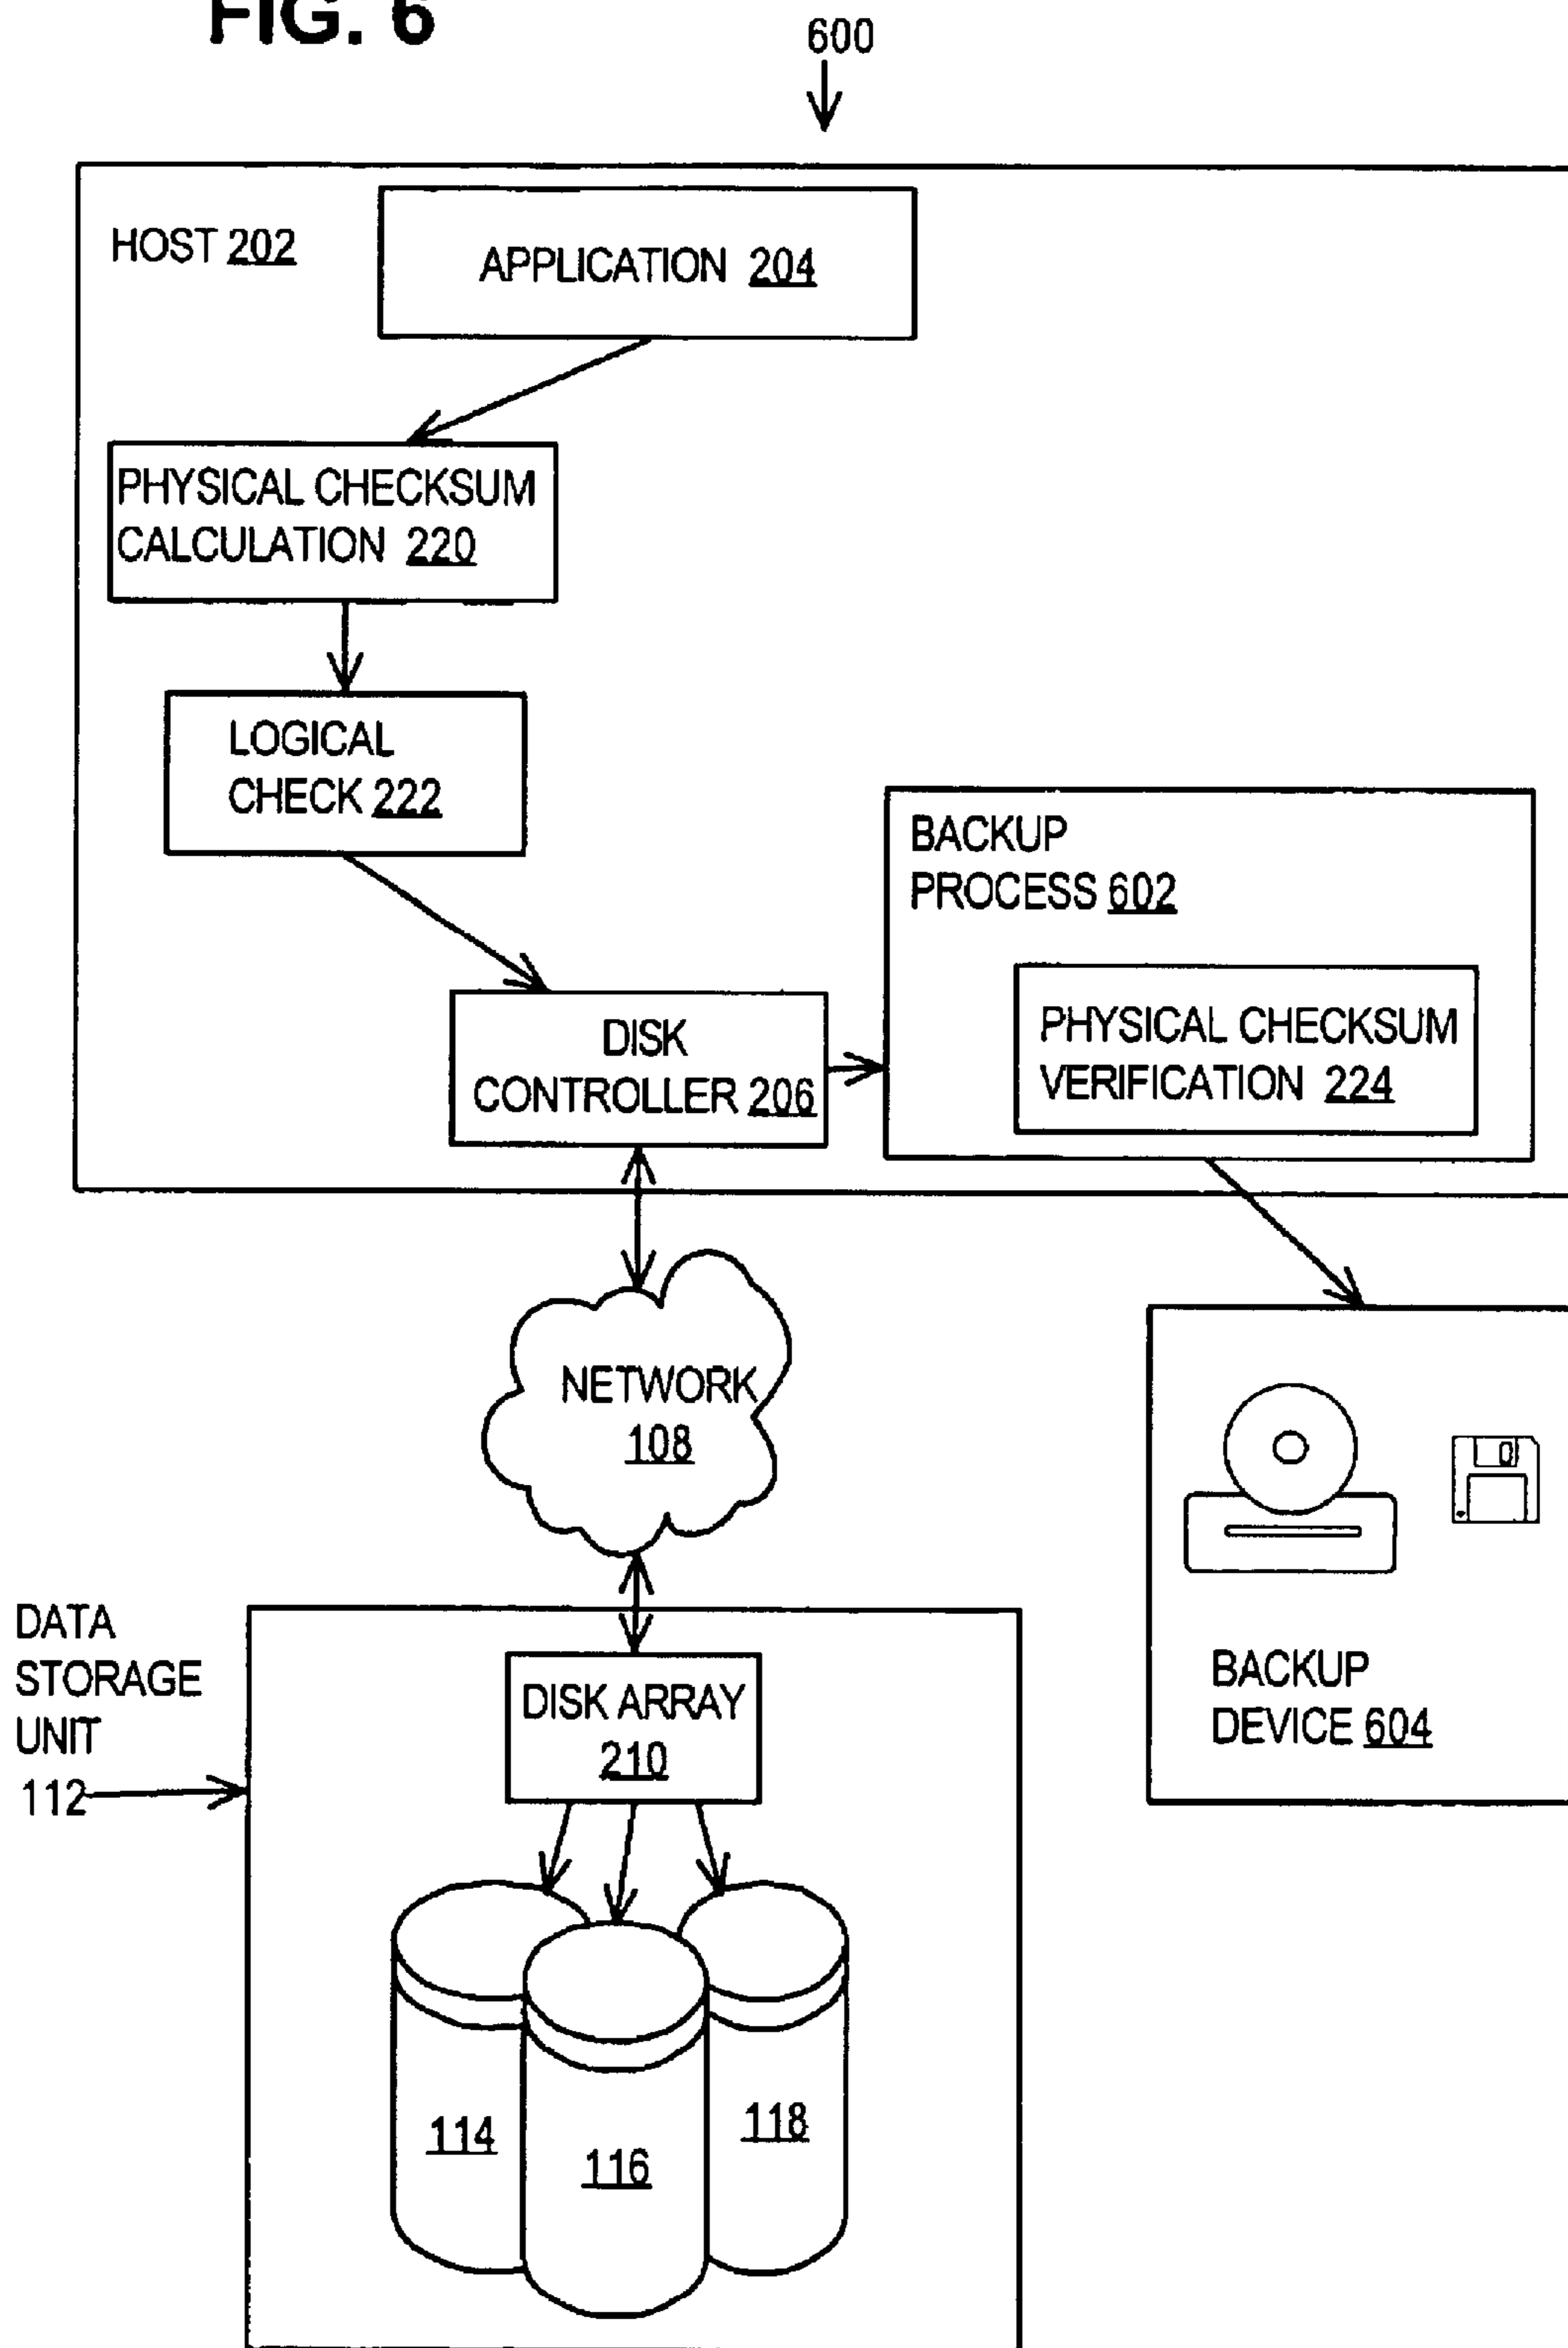 FIG. 6
600
HOST 202
APPLICATION 204
PHYSICAL CHECKSUM
CALCULATION 220
LOGICAL
CHECK 222
BACKUP
PROCESS 602
PHYSICAL CHECKSUM
VERIFICATION 224
DISK
CONTROLLER 206
NETWORK
108
DATA
STORAGE
UNIT
112
DISK ARRAY
210
BACKUP
DEVICE 604
114
116
118